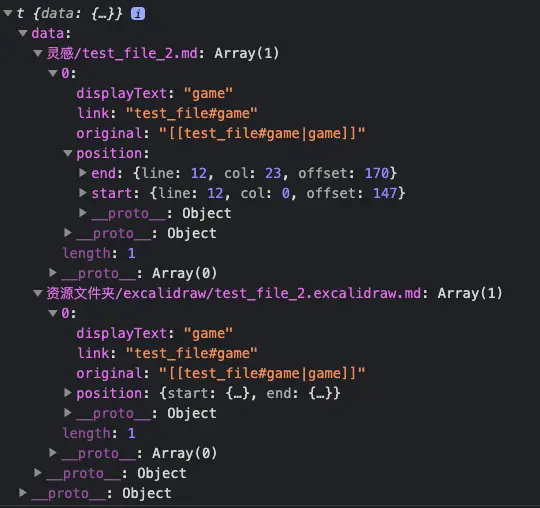 t {data: {…}} i
data:
灵感/test_file_2.md: Array(1)
0:
displayText: "game"
link: "test_file#game"
original: "[[test_file#game|game]]"
position:
end: {line: 12, col: 23, offset: 170}
start: {line: 12, col: 0, offset: 147}
__proto__: Object
__proto__: Object
length: 1
__proto__: Array(0)
资源文件夹/excalidraw/test_file_2.excalidraw.md: Array(1)
0:
displayText: "game"
link: "test_file#game"
original: "[[test_file#game|game]]"
position: {start: {…}, end: {…}}
__proto__: Object
length: 1
__proto__: Array(0)
__proto__: Object
__proto__: Object